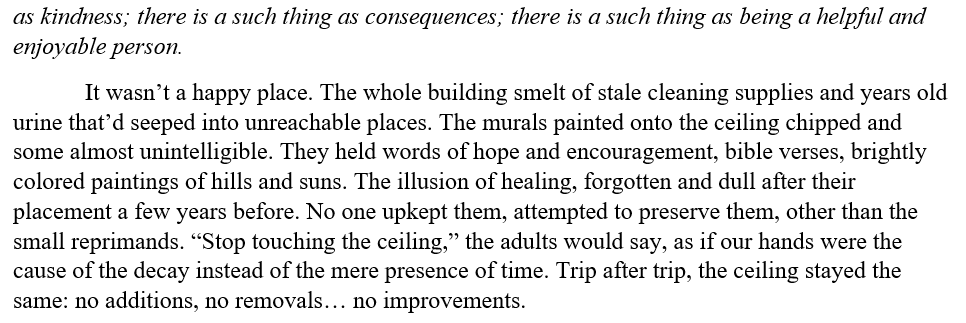 as kindness; there is a such thing as consequences; there is a such thing as being a helpful and
enjoyable person.
It wasn’t a happy place. The whole building smelt of stale cleaning supplies and years old
urine that’d seeped into unreachable places. The murals painted onto the ceiling chipped and
some almost unintelligible. They held words of hope and encouragement, bible verses, brightly
colored paintings of hills and suns. The illusion of healing, forgotten and dull after their
placement a few years before. No one upkept them, attempted to preserve them, other than the
small reprimands. “Stop touching the ceiling,” the adults would say, as if our hands were the
cause of the decay instead of the mere presence of time. Trip after trip, the ceiling stayed the
same: no additions, no removals… no improvements.